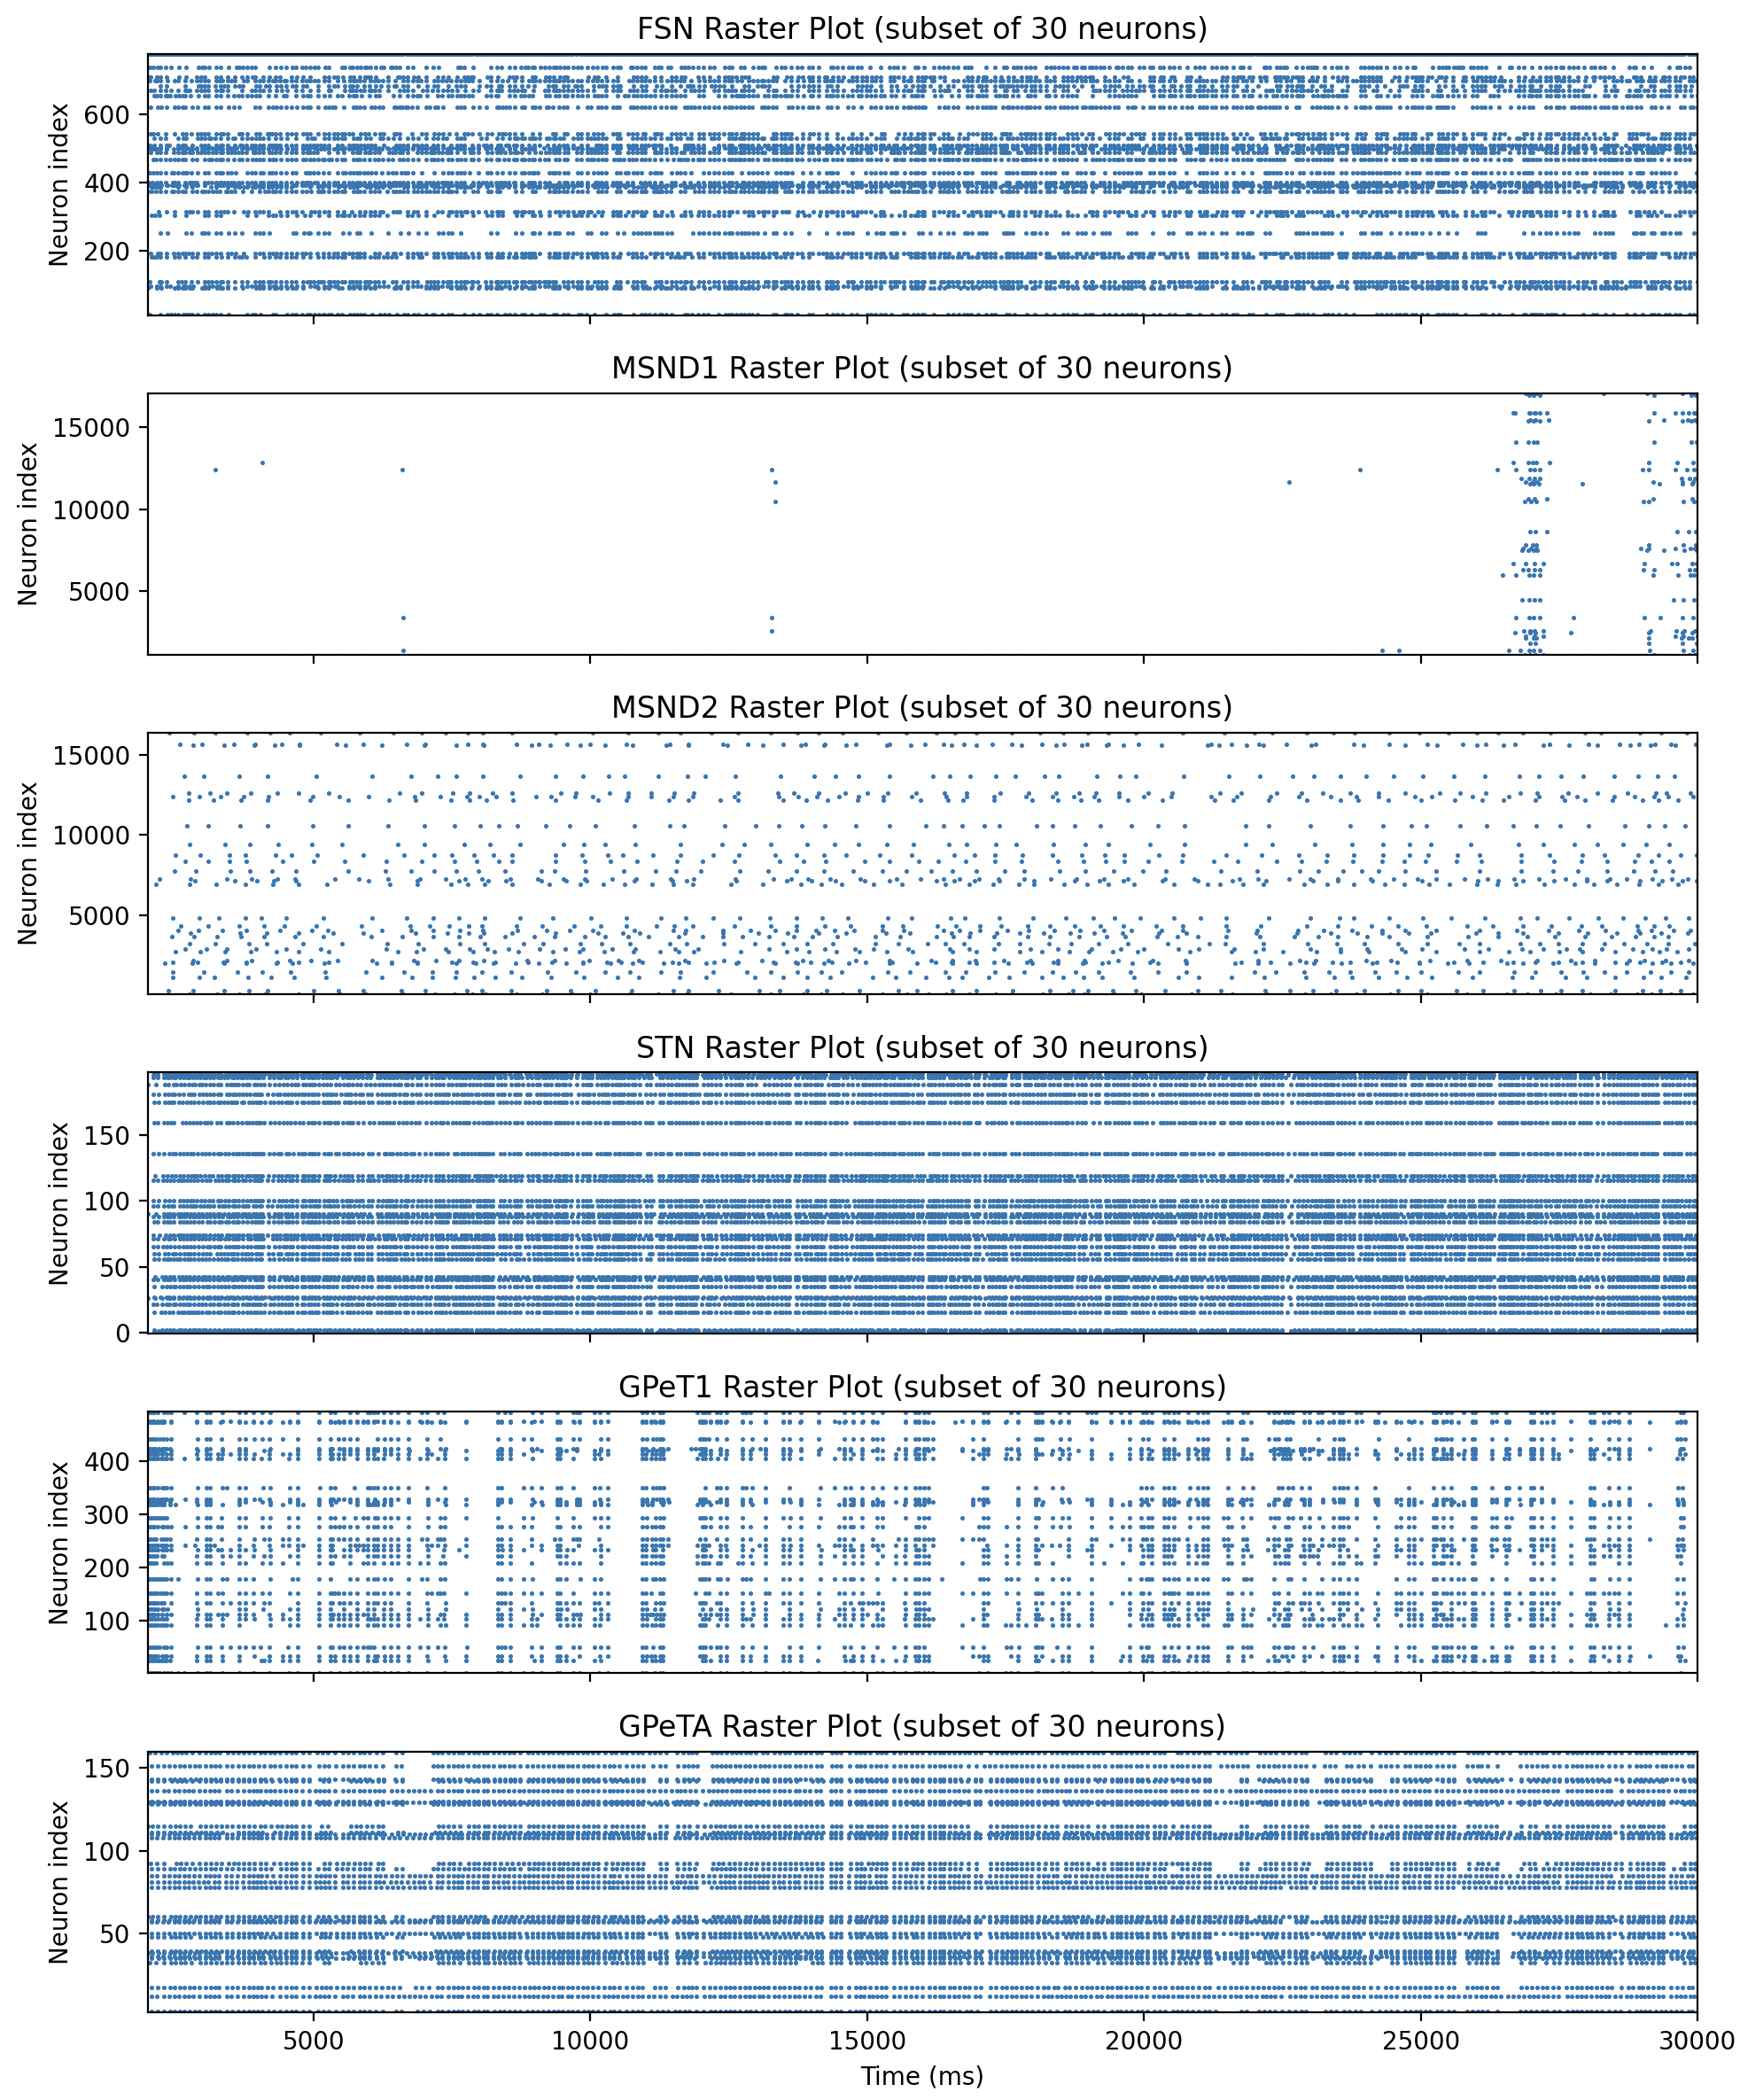 FSN Raster Plot (subset of 30 neurons)
Neuron index
600
400
200
MSND1 Raster Plot (subset of 30 neurons)
Neuron index
15000
10000
5000
MSND2 Raster Plot (subset of 30 neurons)
Neuron index
15000
10000
5000
STN Raster Plot (subset of 30 neurons)
Neuron index
150
100
50
0
GPeT1 Raster Plot (subset of 30 neurons)
Neuron index
400
300
200
100
GPeTA Raster Plot (subset of 30 neurons)
Neuron index
150
100
50
5000 10000 15000 20000 25000 30000
Time (ms)